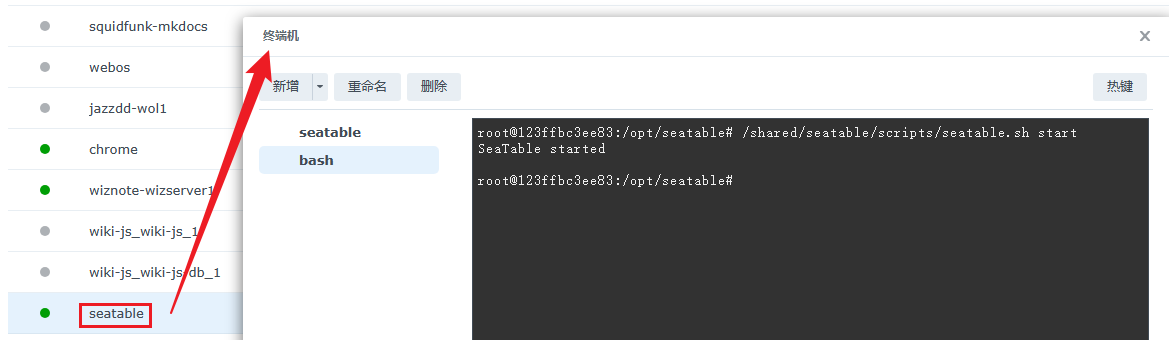 squidfunk-mkdocs
webos
jazzdd-wol1
chrome
wiznote-wizserver1
wiki-js_wiki-js_1
wiki-js_wiki-js-db_1
seatable
终端机
新增
重命名
删除
热键
seatable
bash
root@123ffbc3ee83:/opt/seatable# /shared/seatable/scripts/seatable.sh start
SeaTable started
root@123ffbc3ee83:/opt/seatable#